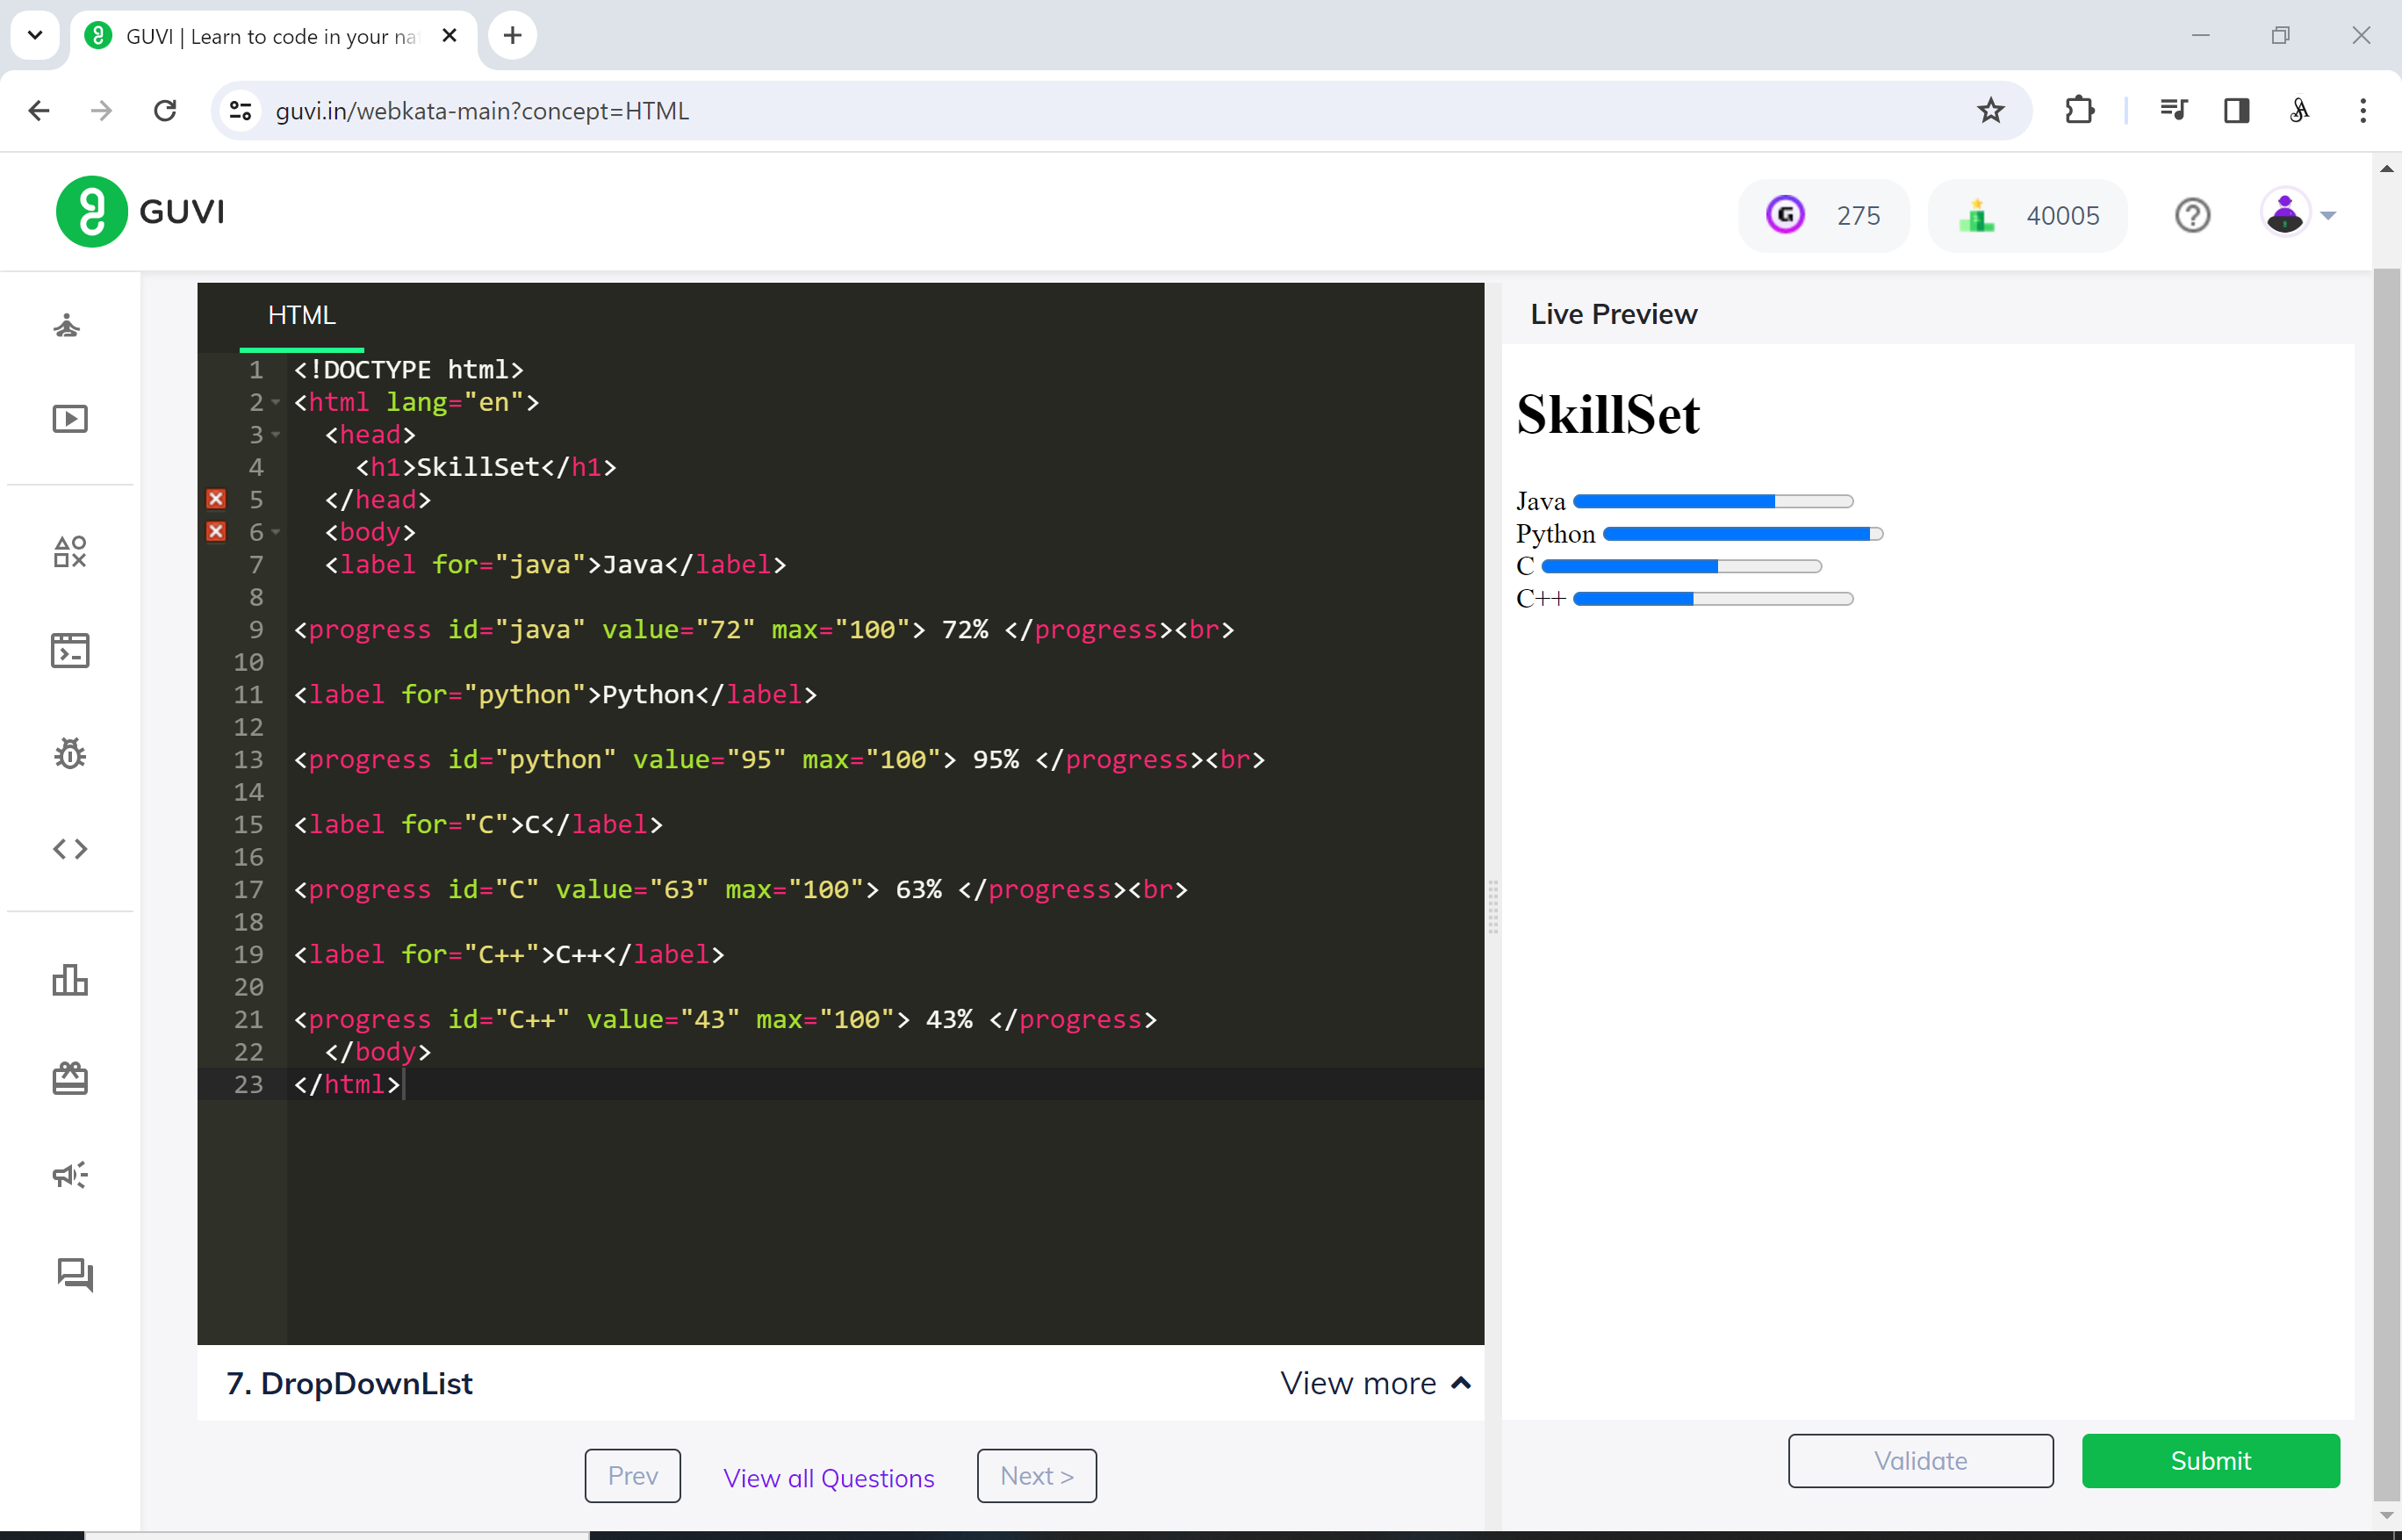 GUVI | Learn to code in your na
guvi.in/webkata-main?concept=HTML
GUVI
275
40005
HTML
1 <!DOCTYPE html>
2 <html lang="en">
3 <head>
4 <h1>SkillSet</h1>
5 </head>
6 <body>
7 <label for="java">Java</label>
8
9 <progress id="java" value="72" max="100"> 72% </progress><br>
10
11 <label for="python">Python</label>
12
13 <progress id="python" value="95" max="100"> 95% </progress><br>
14
15 <label for="C">C</label>
16
17 <progress id="C" value="63" max="100"> 63% </progress><br>
18
19 <label for="C++">C++</label>
20
21 <progress id="C++" value="43" max="100"> 43% </progress>
22 </body>
23 </html>
7. DropDownList
View more
Prev
View all Questions
Next >
Live Preview
SkillSet
Java
Python
C
C++
Validate
Submit